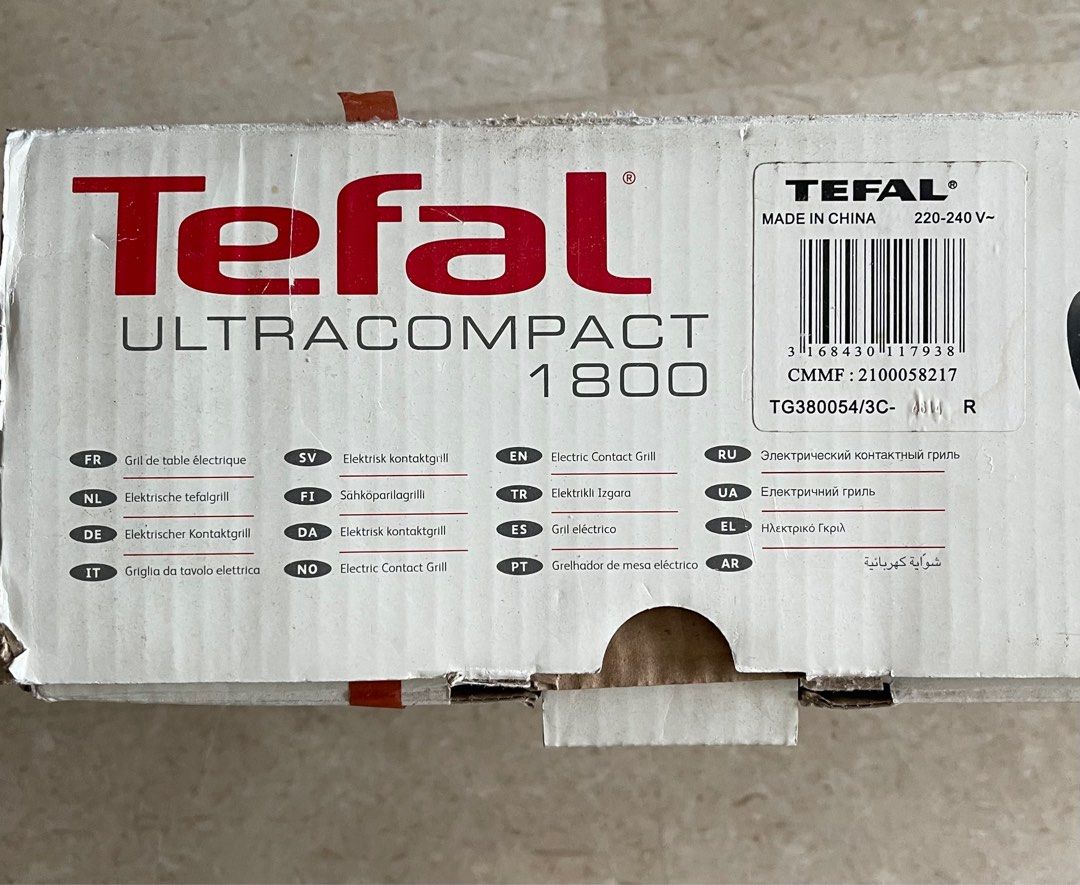 Tefal®
ULTRACOMPACT
1800
TEFAL®
MADE IN CHINA 220-240 V~
3 168430 117938
CMMF : 2100058217
TG380054/3C- R
FR Gril de table électrique
NL Elektrische tefalgrill
DE Elektrischer Kontaktgrill
IT Griglia da tavolo elettrica
SV Elektrisk kontaktgrill
FI Sähköparilagrilli
DA Elektrisk kontaktgrill
NO Electric Contact Grill
EN Electric Contact Grill
TR Elektrikli Izgara
ES Gril eléctrico
PT Grelhador de mesa eléctrico
RU Электрический контактный гриль
UA Електричний гриль
EL Ηλεκτρικό Γκριλ
AR شواية كهربائية